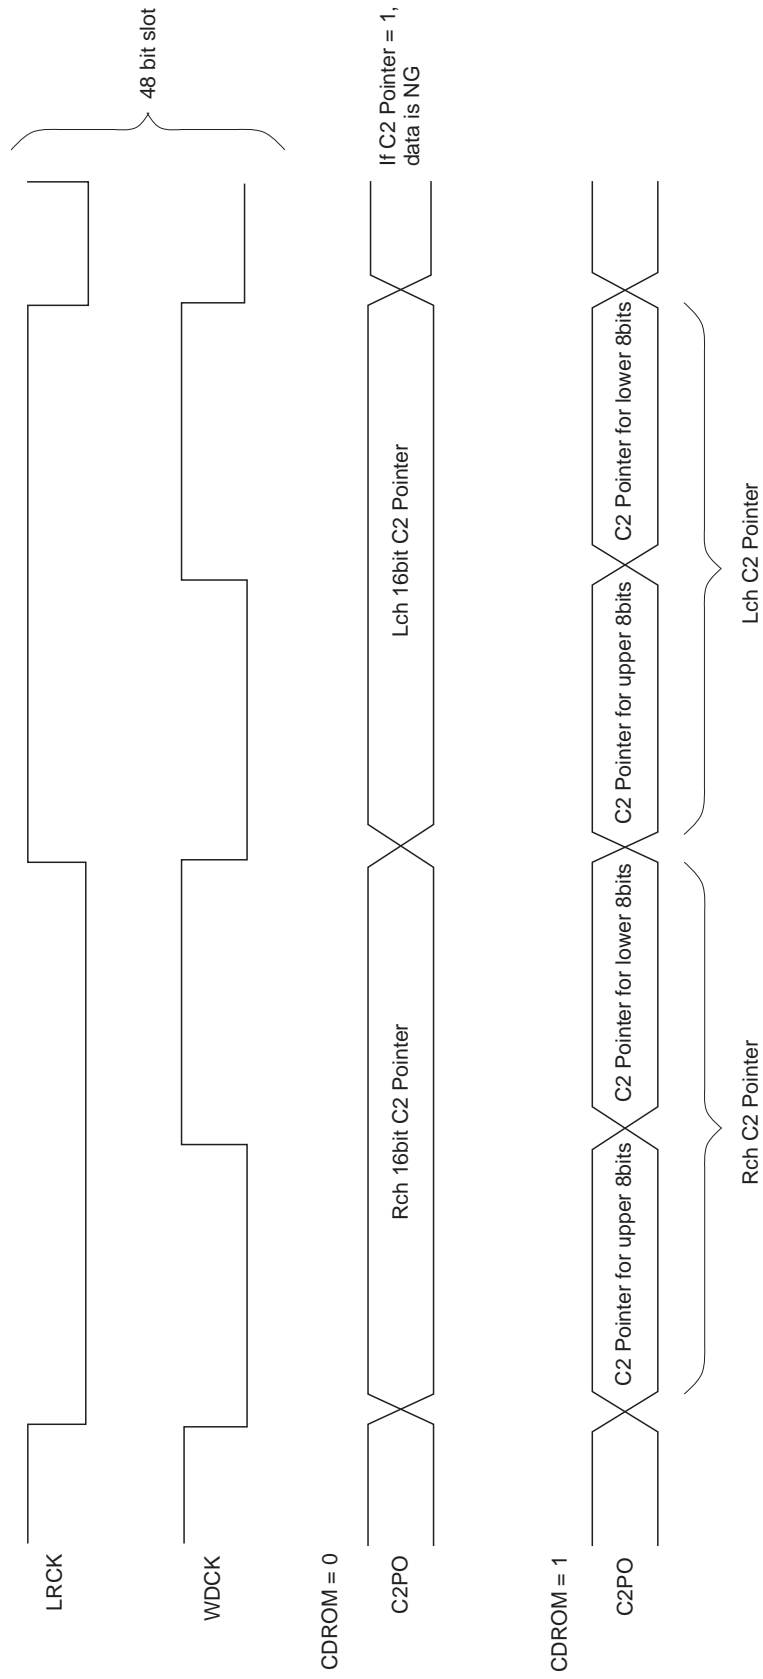 LRCK
48 bit slot
WDCK
CDROM = 0
C2PO
Rch 16bit C2 Pointer
Lch 16bit C2 Pointer
If C2 Pointer = 1,
data is NG
CDROM = 1
C2PO
C2 Pointer for upper 8bits
C2 Pointer for lower 8bits
C2 Pointer for upper 8bits
C2 Pointer for lower 8bits
Rch C2 Pointer
Lch C2 Pointer